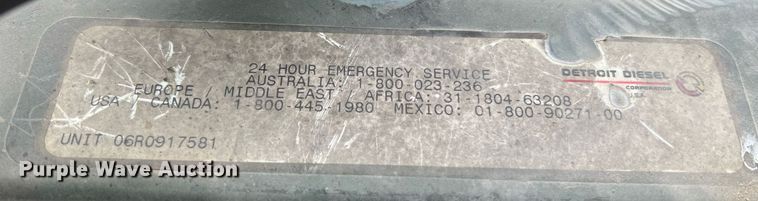 24 HOUR EMERGENCY SERVICE
AUSTRALIA: 1-800-023-236
EUROPE / MIDDLE EAST / AFRICA: 31-1804-63208
USA / CANADA: 1-800-445-1980 MEXICO: 01-800-90271-00
UNIT 06R0917581
DETROIT DIESEL
CORPORATION
U.S.A.
Purple Wave Auction